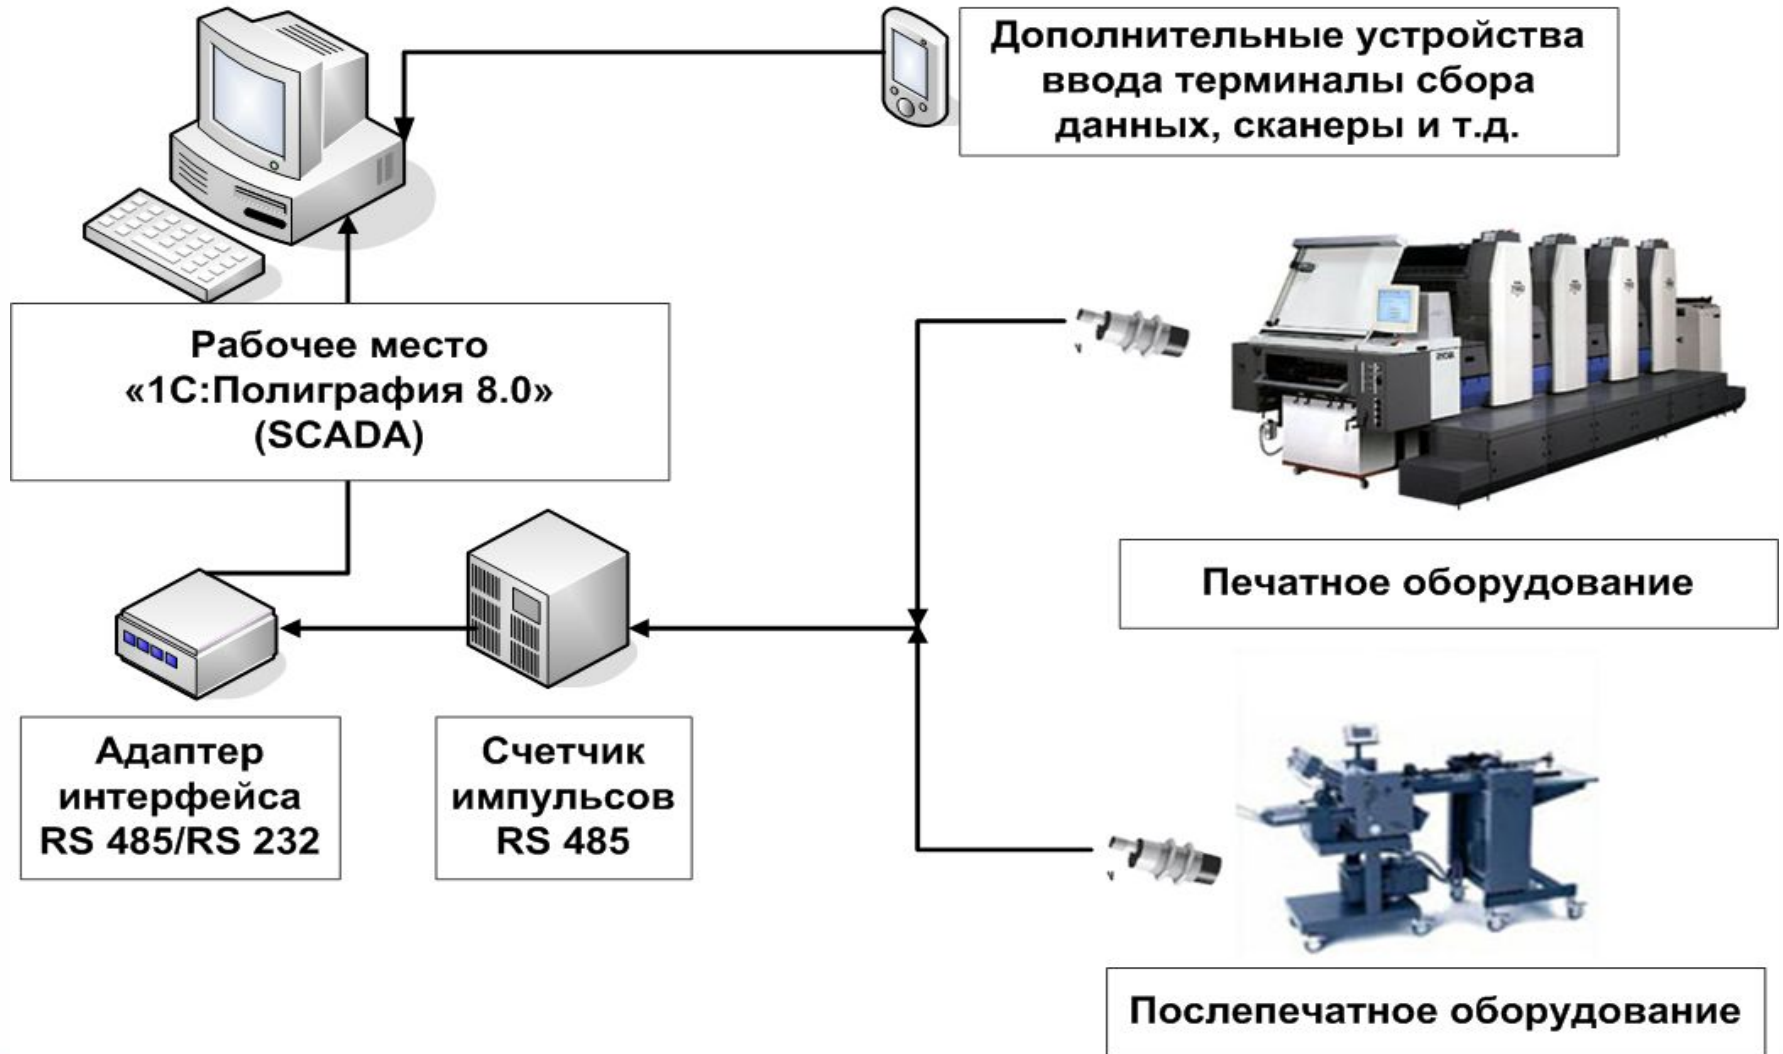 Дополнительные устройства
ввода терминалы сбора
данных, сканеры и т.д.
Рабочее место
«1С:Полиграфия 8.0»
(SCADA)
Печатное оборудование
Адаптер
интерфейса
RS 485/RS 232
Счетчик
импульсов
RS 485
Послепечатное оборудование